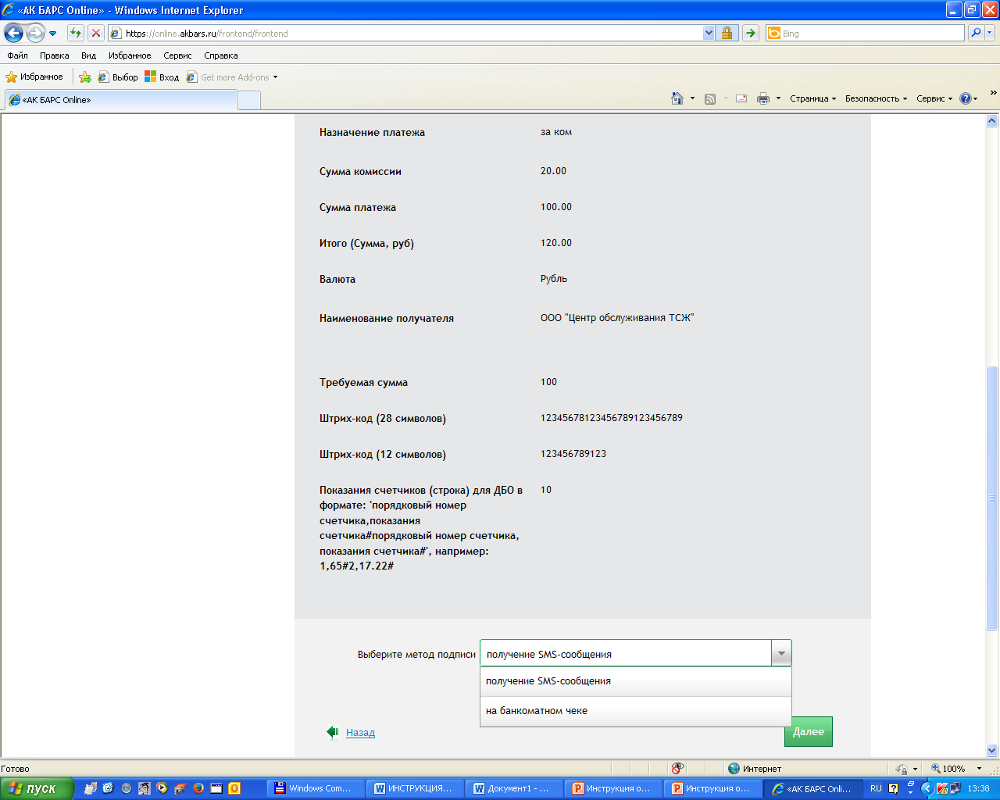 «АК БАРС Online» - Windows Internet Explorer
https://online.akbars.ru/frontend/frontend
Bing
Файл Правка Вид Избранное Сервис Справка
Избранное Выбор Вход Get more Add-ons
«АК БАРС Online»
Страница Безопасность Сервис
Назначение платежа за ком
Сумма комиссии 20.00
Сумма платежа 100.00
Итого (Сумма, руб) 120.00
Валюта Рубль
Наименование получателя ООО "Центр обслуживания ТСЖ"
Требуемая сумма 100
Штрих-код (28 символов) 12345678123456789123456789
Штрих-код (12 символов) 123456789123
Показания счетчиков (строка) для ДБО в 10
формате: 'порядковый номер
счетчика,показания
счетчика#порядковый номер счетчика,
показания счетчика#', например:
1,65#2,17.22#
Выберите метод подписи получение SMS-сообщения
получение SMS-сообщения
на банкоматном чеке
Назад Далее
Готово Интернет 100%
пуск Windows Com... ИНСТРУКЦИЯ... Документ1 - ... Инструкция о... Инструкция о... «АК БАРС Onli... RU 13:38